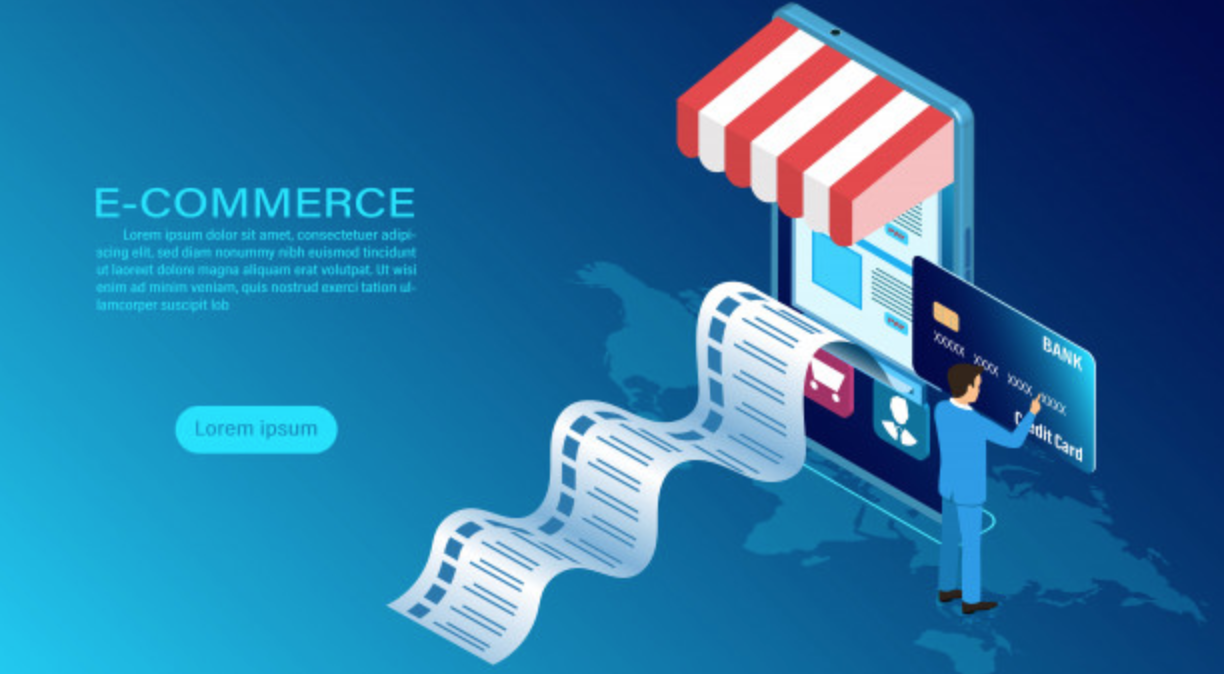 E-COMMERCE
Lorem ipsum dolor sit amet, consectetuer adipi-
scing elit, sed diam nonummy nibh euismod tincidunt
ut laoreet dolore magna aliquam erat volutpat. Ut wisi
enim ad minim veniam, quis nostrud exerci tation ul-
lamcorper suscipit lob
Lorem ipsum
BANK
XXXXX XXXX XXXX XXXX
Credit Card